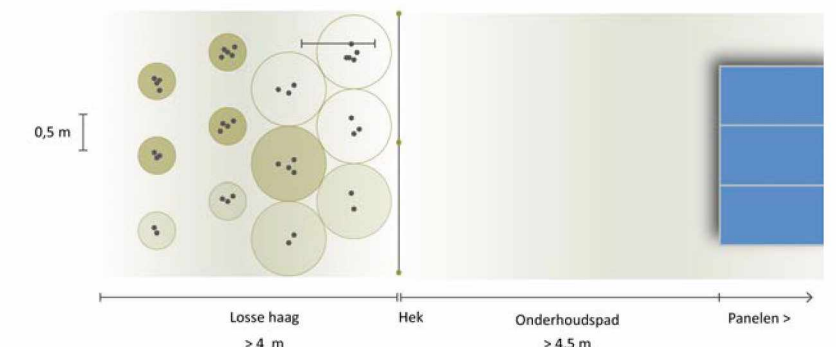 0,5 m
Losse haag
Hek
Onderhoudspad
Panelen >
> 4 m
> 4,5 m